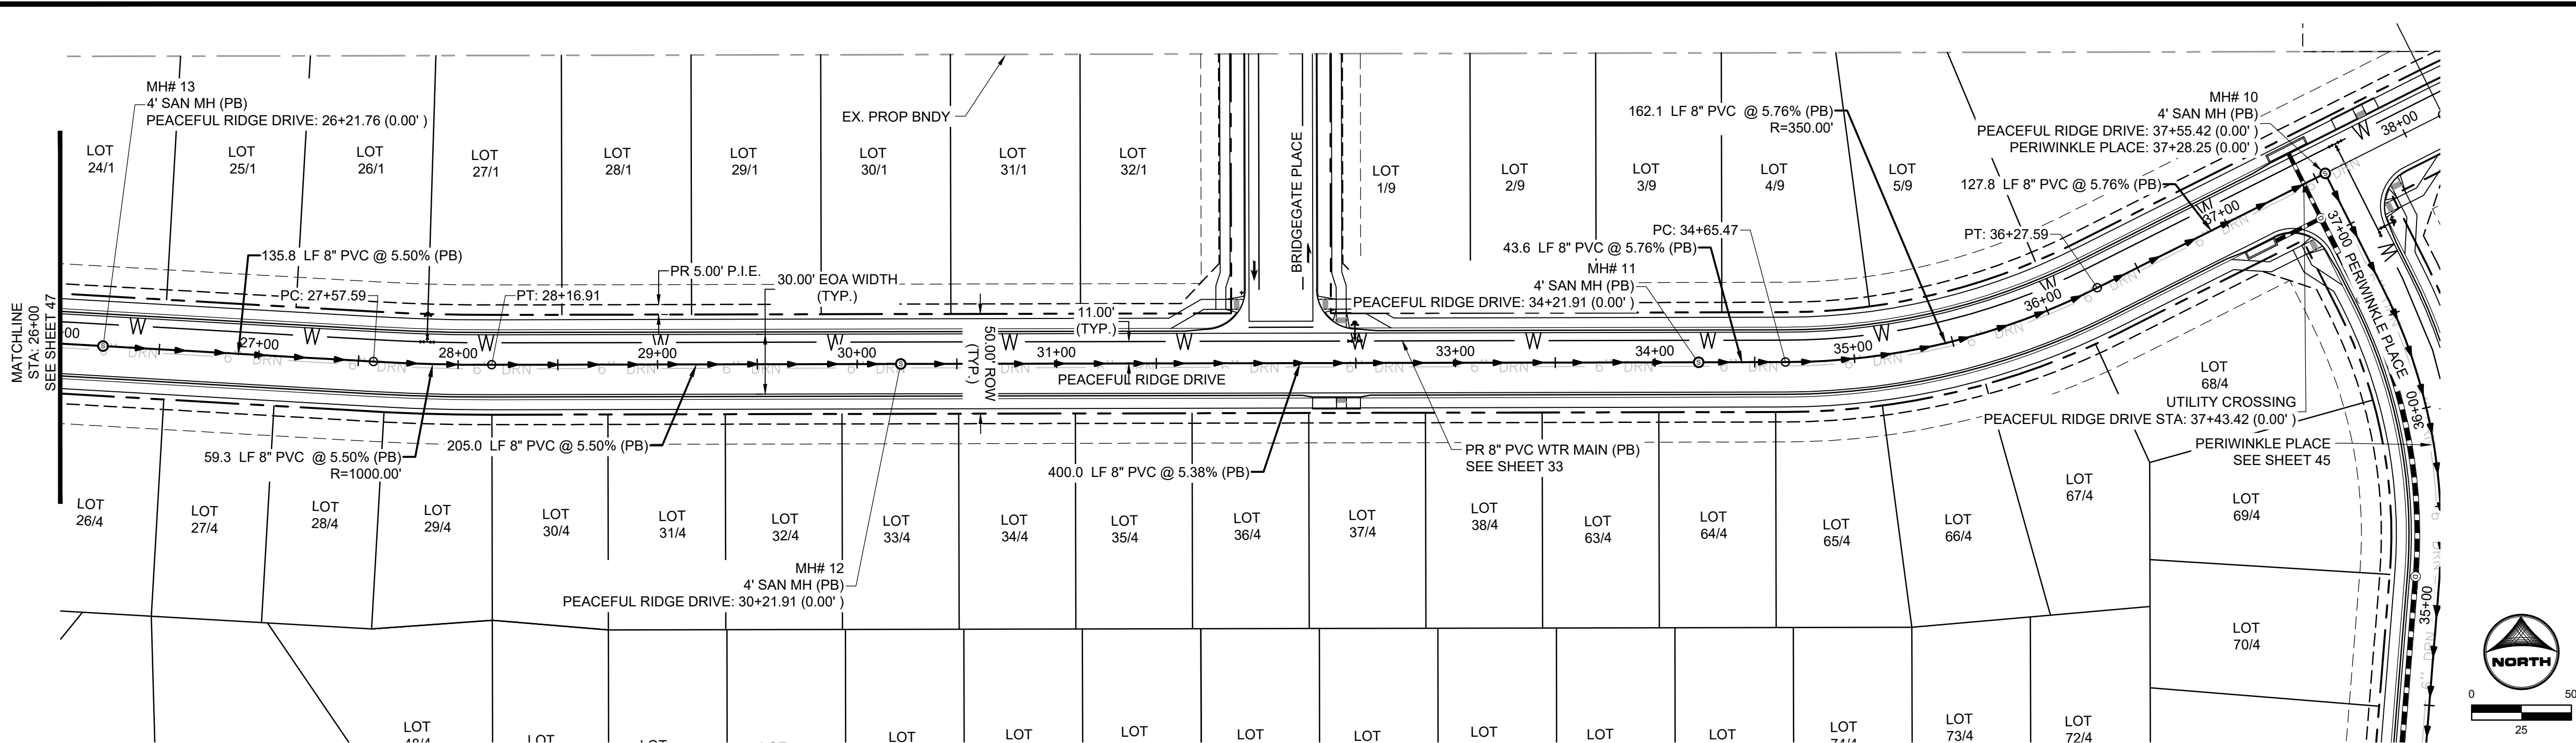 MH# 13
4' SAN MH (PB)
PEACEFUL RIDGE DRIVE: 26+21.76 (0.00' )
EX. PROP BNDY
162.1 LF 8" PVC @ 5.76% (PB)
R=350.00'
MH# 10
4' SAN MH (PB)
PEACEFUL RIDGE DRIVE: 37+55.42 (0.00' )
PERIWINKLE PLACE: 37+28.25 (0.00' )
127.8 LF 8" PVC @ 5.76% (PB)
LOT
24/1
LOT
25/1
LOT
26/1
LOT
27/1
LOT
28/1
LOT
29/1
LOT
30/1
LOT
31/1
LOT
32/1
BRIDGEGATE PLACE
LOT
1/9
LOT
2/9
LOT
3/9
LOT
4/9
LOT
5/9
135.8 LF 8" PVC @ 5.50% (PB)
PC: 27+57.59
PT: 28+16.91
PR 5.00' P.I.E.
30.00' EOA WIDTH
(TYP.)
11.00'
(TYP.)
50.00' ROW
(TYP.)
43.6 LF 8" PVC @ 5.76% (PB)
MH# 11
4' SAN MH (PB)
PEACEFUL RIDGE DRIVE: 34+21.91 (0.00' )
PC: 34+65.47
PT: 36+27.59
MATCHLINE
STA: 26+00
SEE SHEET 47
27+00
28+00
29+00
30+00
31+00
33+00
34+00
35+00
36+00
37+00
38+00
W W W W W W W W W W W W W W
6" DRN
PEACEFUL RIDGE DRIVE
37+00 PERIWINKLE PLACE
36+00
35+00
59.3 LF 8" PVC @ 5.50% (PB)
R=1000.00'
205.0 LF 8" PVC @ 5.50% (PB)
400.0 LF 8" PVC @ 5.38% (PB)
PR 8" PVC WTR MAIN (PB)
SEE SHEET 33
LOT
68/4
UTILITY CROSSING
PEACEFUL RIDGE DRIVE STA: 37+43.42 (0.00' )
PERIWINKLE PLACE
SEE SHEET 45
LOT
26/4
LOT
27/4
LOT
28/4
LOT
29/4
LOT
30/4
LOT
31/4
LOT
32/4
LOT
33/4
LOT
34/4
LOT
35/4
LOT
36/4
LOT
37/4
LOT
38/4
LOT
63/4
LOT
64/4
LOT
65/4
LOT
66/4
LOT
67/4
LOT
69/4
MH# 12
4' SAN MH (PB)
PEACEFUL RIDGE DRIVE: 30+21.91 (0.00' )
LOT
70/4
LOT
LOT
LOT
LOT
LOT
LOT
LOT
LOT
LOT
LOT
LOT
LOT
LOT
73/4
LOT
72/4
NORTH
0
50
25